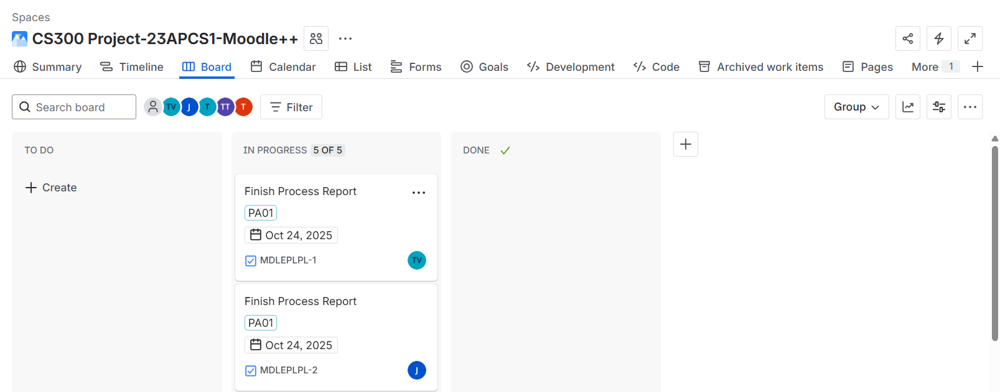 Spaces
CS300 Project-23APCS1-Moodle++
Summary Timeline Board Calendar List Forms Goals Development Code Archived work items Pages More 1
Search board TV J T TT T Filter Group
TO DO
Create
IN PROGRESS 5 OF 5
Finish Process Report
PA01
Oct 24, 2025
MDLEPLPL-1 TV
Finish Process Report
PA01
Oct 24, 2025
MDLEPLPL-2 J
DONE